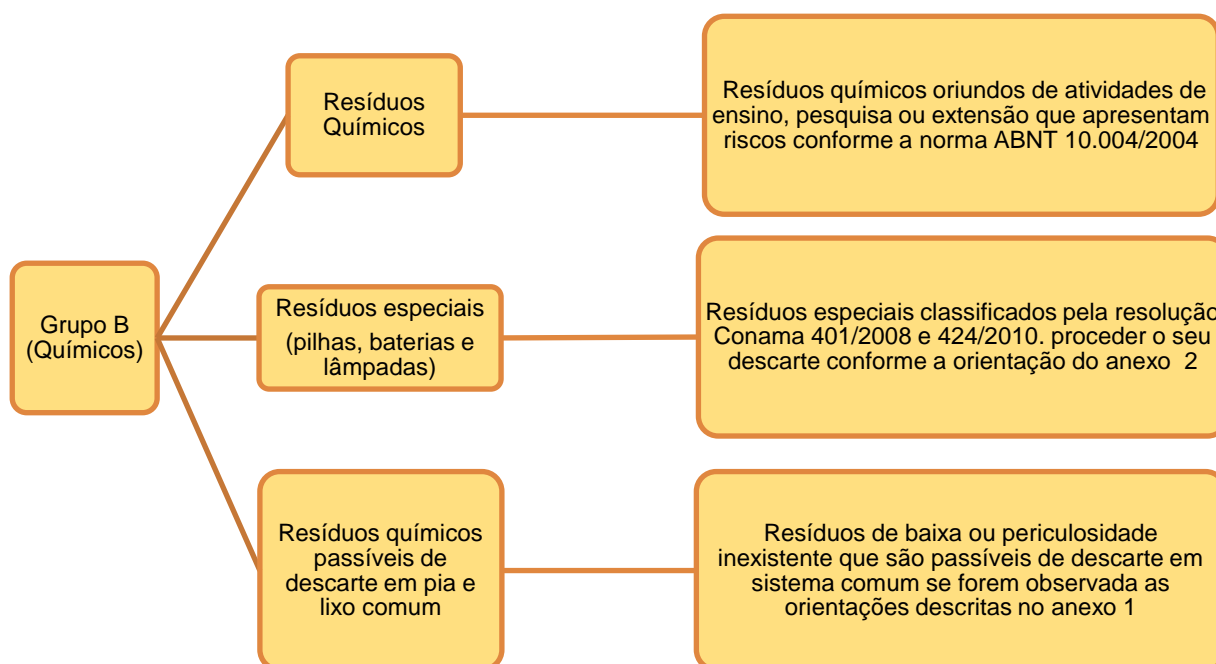 Grupo B
(Químicos)
Resíduos
Químicos
Resíduos químicos oriundos de atividades de
ensino, pesquisa ou extensão que apresentam
riscos conforme a norma ABNT 10.004/2004
Resíduos especiais
(pilhas, baterias e
lâmpadas)
Resíduos especiais classificados pela resolução
Conama 401/2008 e 424/2010. proceder o seu
descarte conforme a orientação do anexo 2
Resíduos químicos
passíveis de
descarte em pia e
lixo comum
Resíduos de baixa ou periculosidade
inexistente que são passíveis de descarte em
sistema comum se forem observada as
orientações descritas no anexo 1